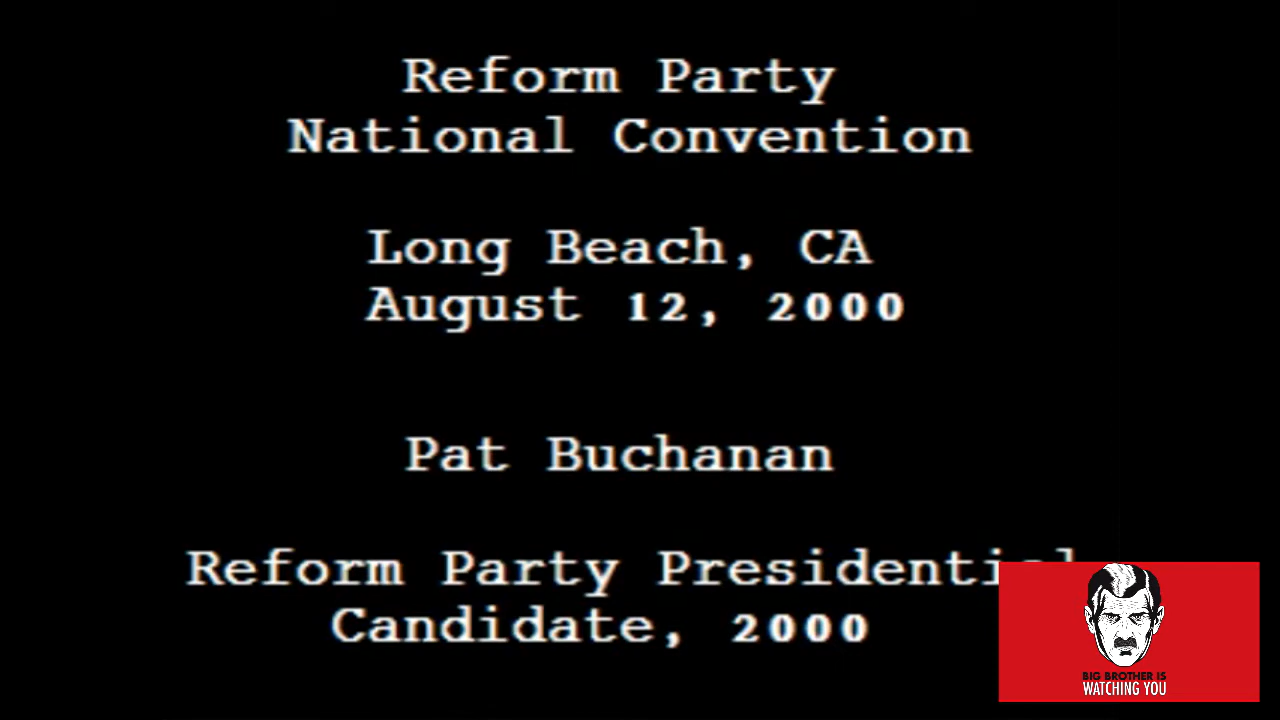 Reform Party
National Convention
Long Beach, CA
August 12, 2000
Pat Buchanan
Reform Party Presidential
Candidate, 2000
BIG BROTHER IS
WATCHING YOU